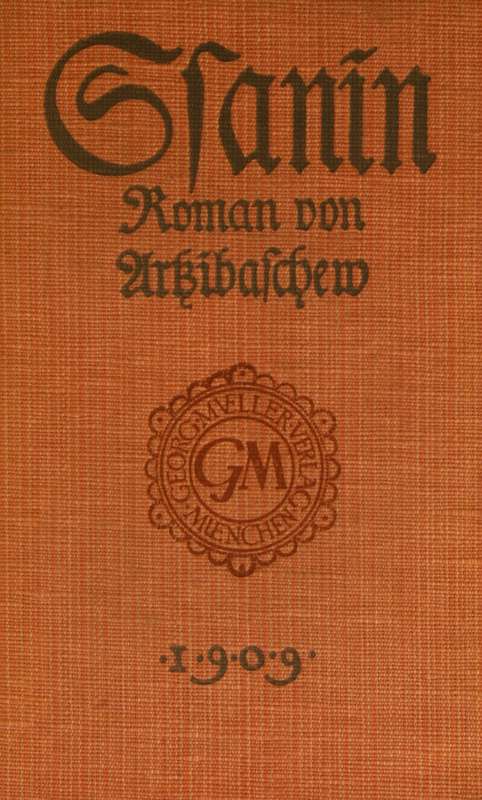 Sſanin
Roman von
Artzibaſchew
GEORG·MVELLER·VERLAG·MVENCHEN
GM
·1·9·0·9·